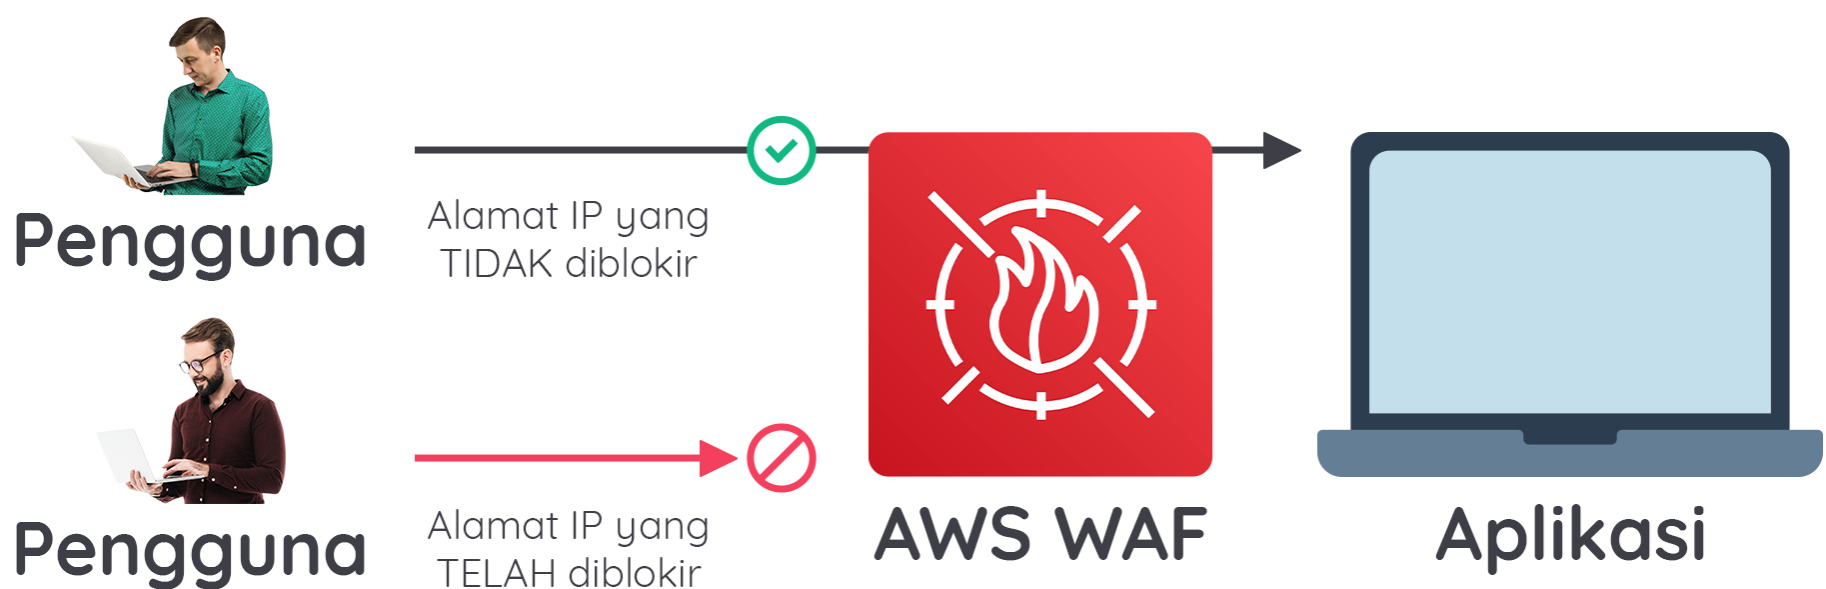 Pengguna
Alamat IP yang
TIDAK diblokir
Pengguna
Alamat IP yang
TELAH diblokir
AWS WAF
Aplikasi